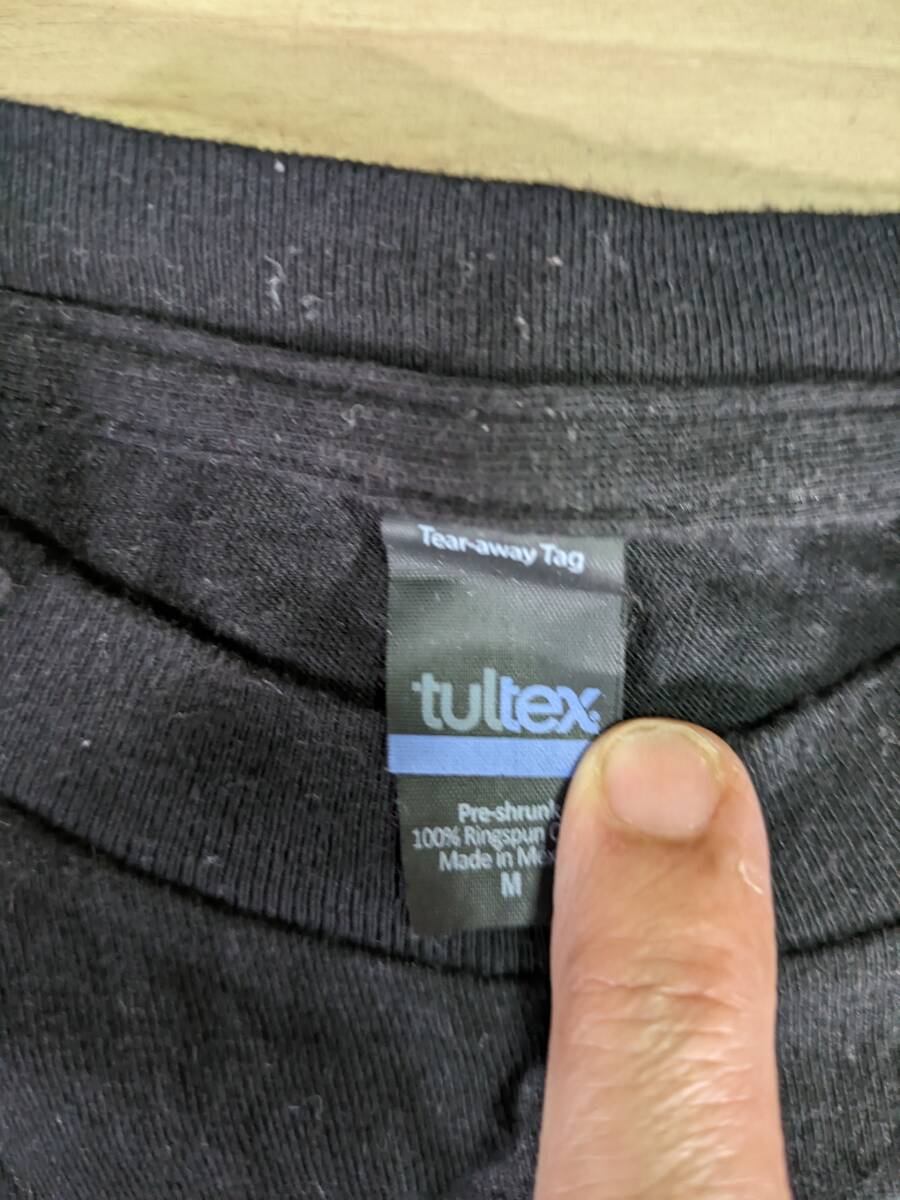 Tear-away Tag
tultex
Pre-shrunk
100% Ringspun
Made in
M